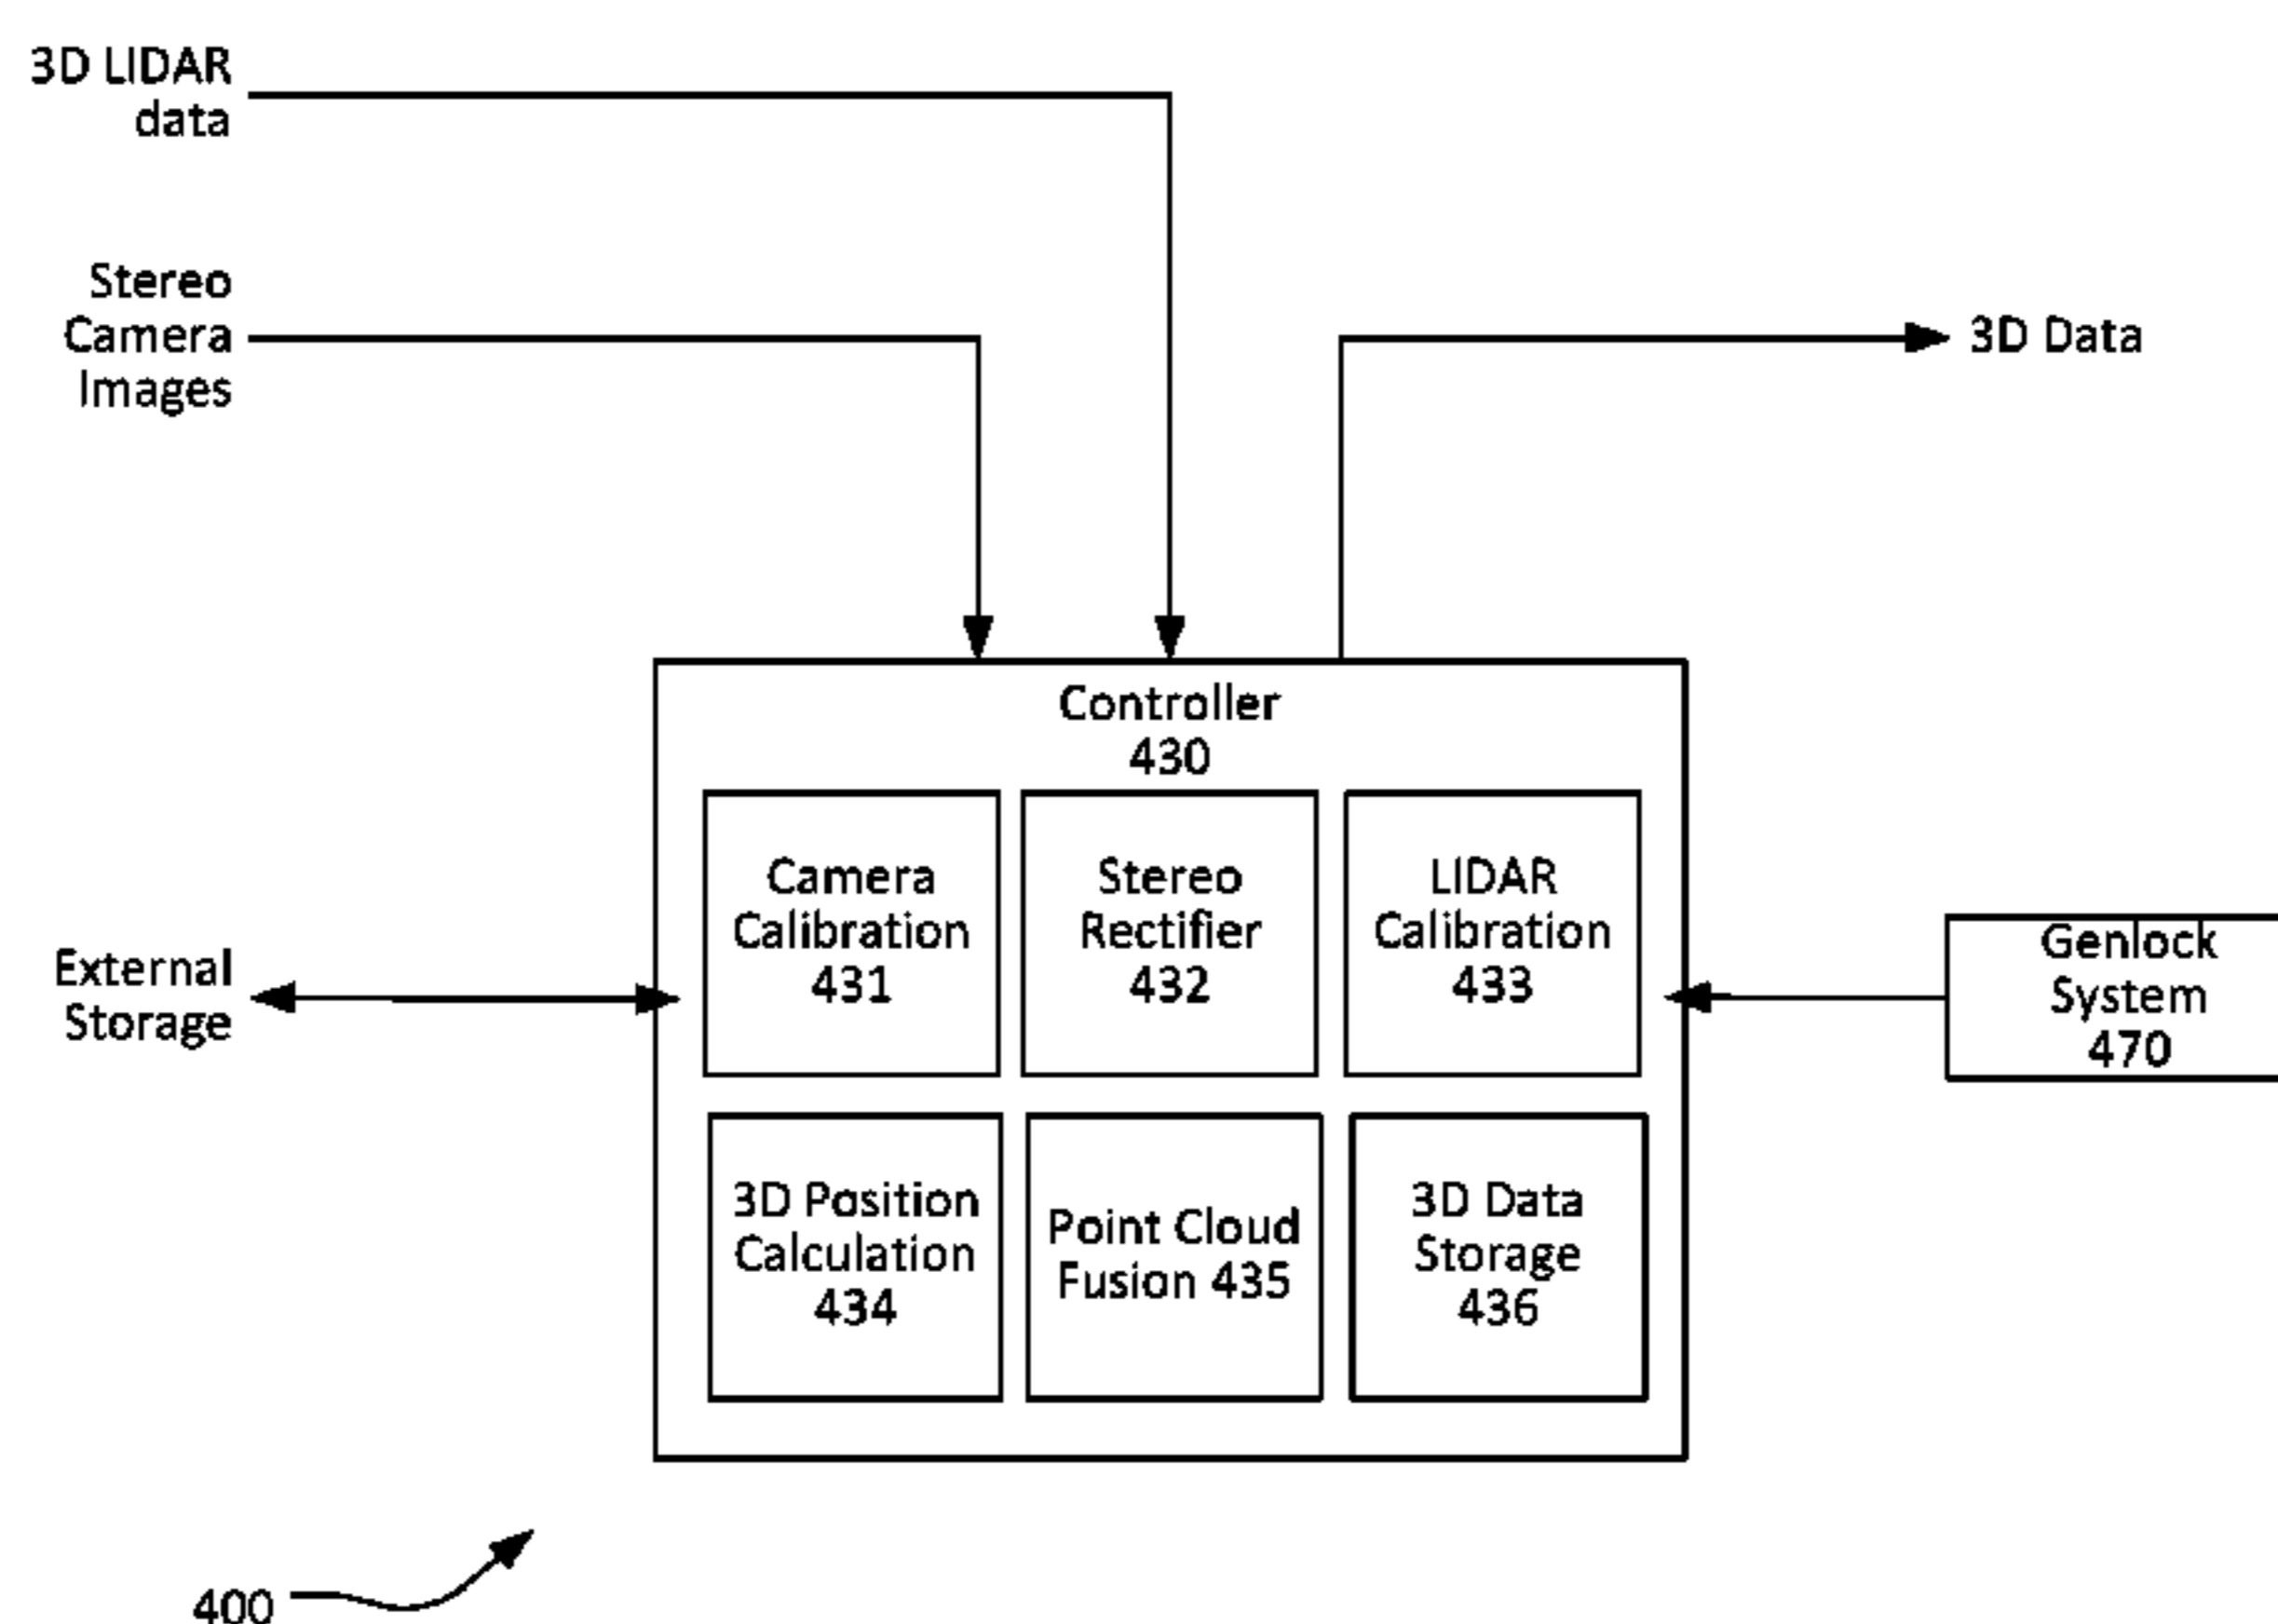 3D LIDAR
data
Stereo
Camera
Images
3D Data
Controller
430
Camera
Calibration
431
Stereo
Rectifier
432
LIDAR
Calibration
433
External
Storage
Genlock
System
470
3D Position
Calculation
434
Point Cloud
Fusion 435
3D Data
Storage
436
400